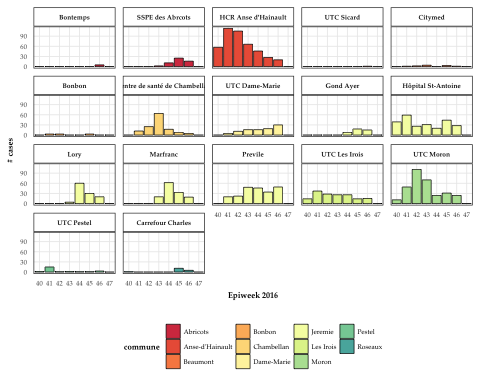 Bontemps SSPE des Abrcots HCR Anse d'Hainault UTC Sicard Citymed
90
60
30
0
Bonbon ntre de santé de Chambella UTC Dame-Marie Gond Ayer Hôpital St-Antoine
90
60
30
0
# cases
Lory Marfranc Previle UTC Les Irois UTC Moron
90
60
30
0
40 41 42 43 44 45 46 47 40 41 42 43 44 45 46 47 40 41 42 43 44 45 46 47
UTC Pestel Carrefour Charles
90
60
30
0
40 41 42 43 44 45 46 47 40 41 42 43 44 45 46 47
Epiweek 2016
commune
Abricots Bonbon Jeremie Pestel
Anse-d'Hainault Chambellan Les Irois Roseaux
Beaumont Dame-Marie Moron